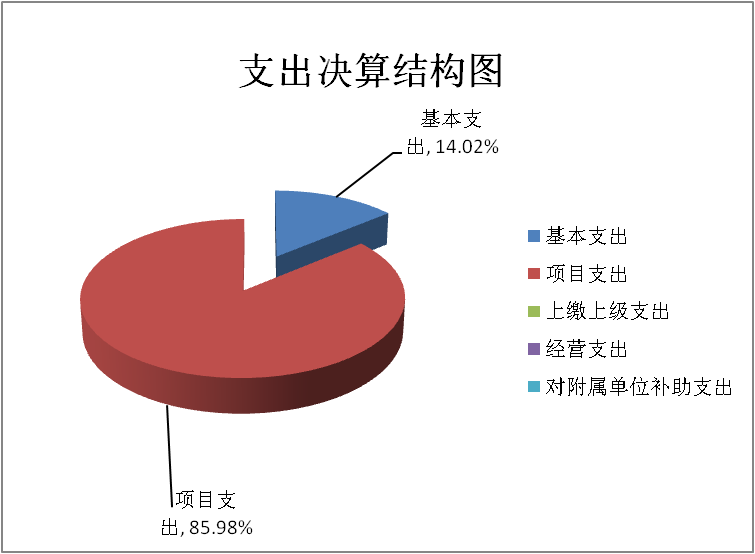 支出决算结构图
基本支
出, 14.02%
基本支出
项目支出
上缴上级支出
经营支出
对附属单位补助支出
项目支
出, 85.98%